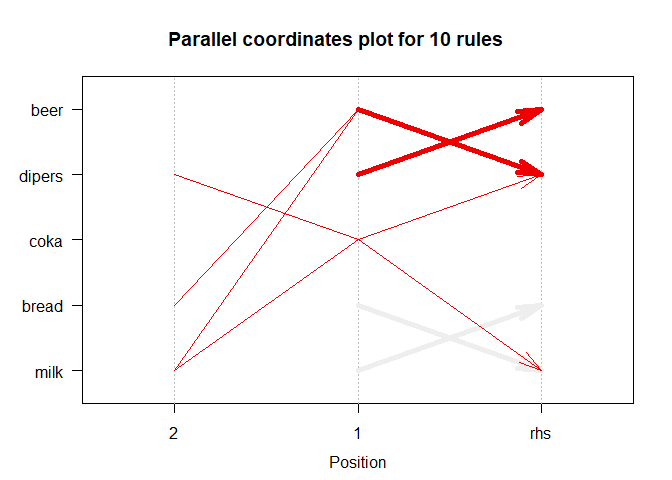 Parallel coordinates plot for 10 rules
beer
dipers
coka
bread
milk
2 1 rhs
Position